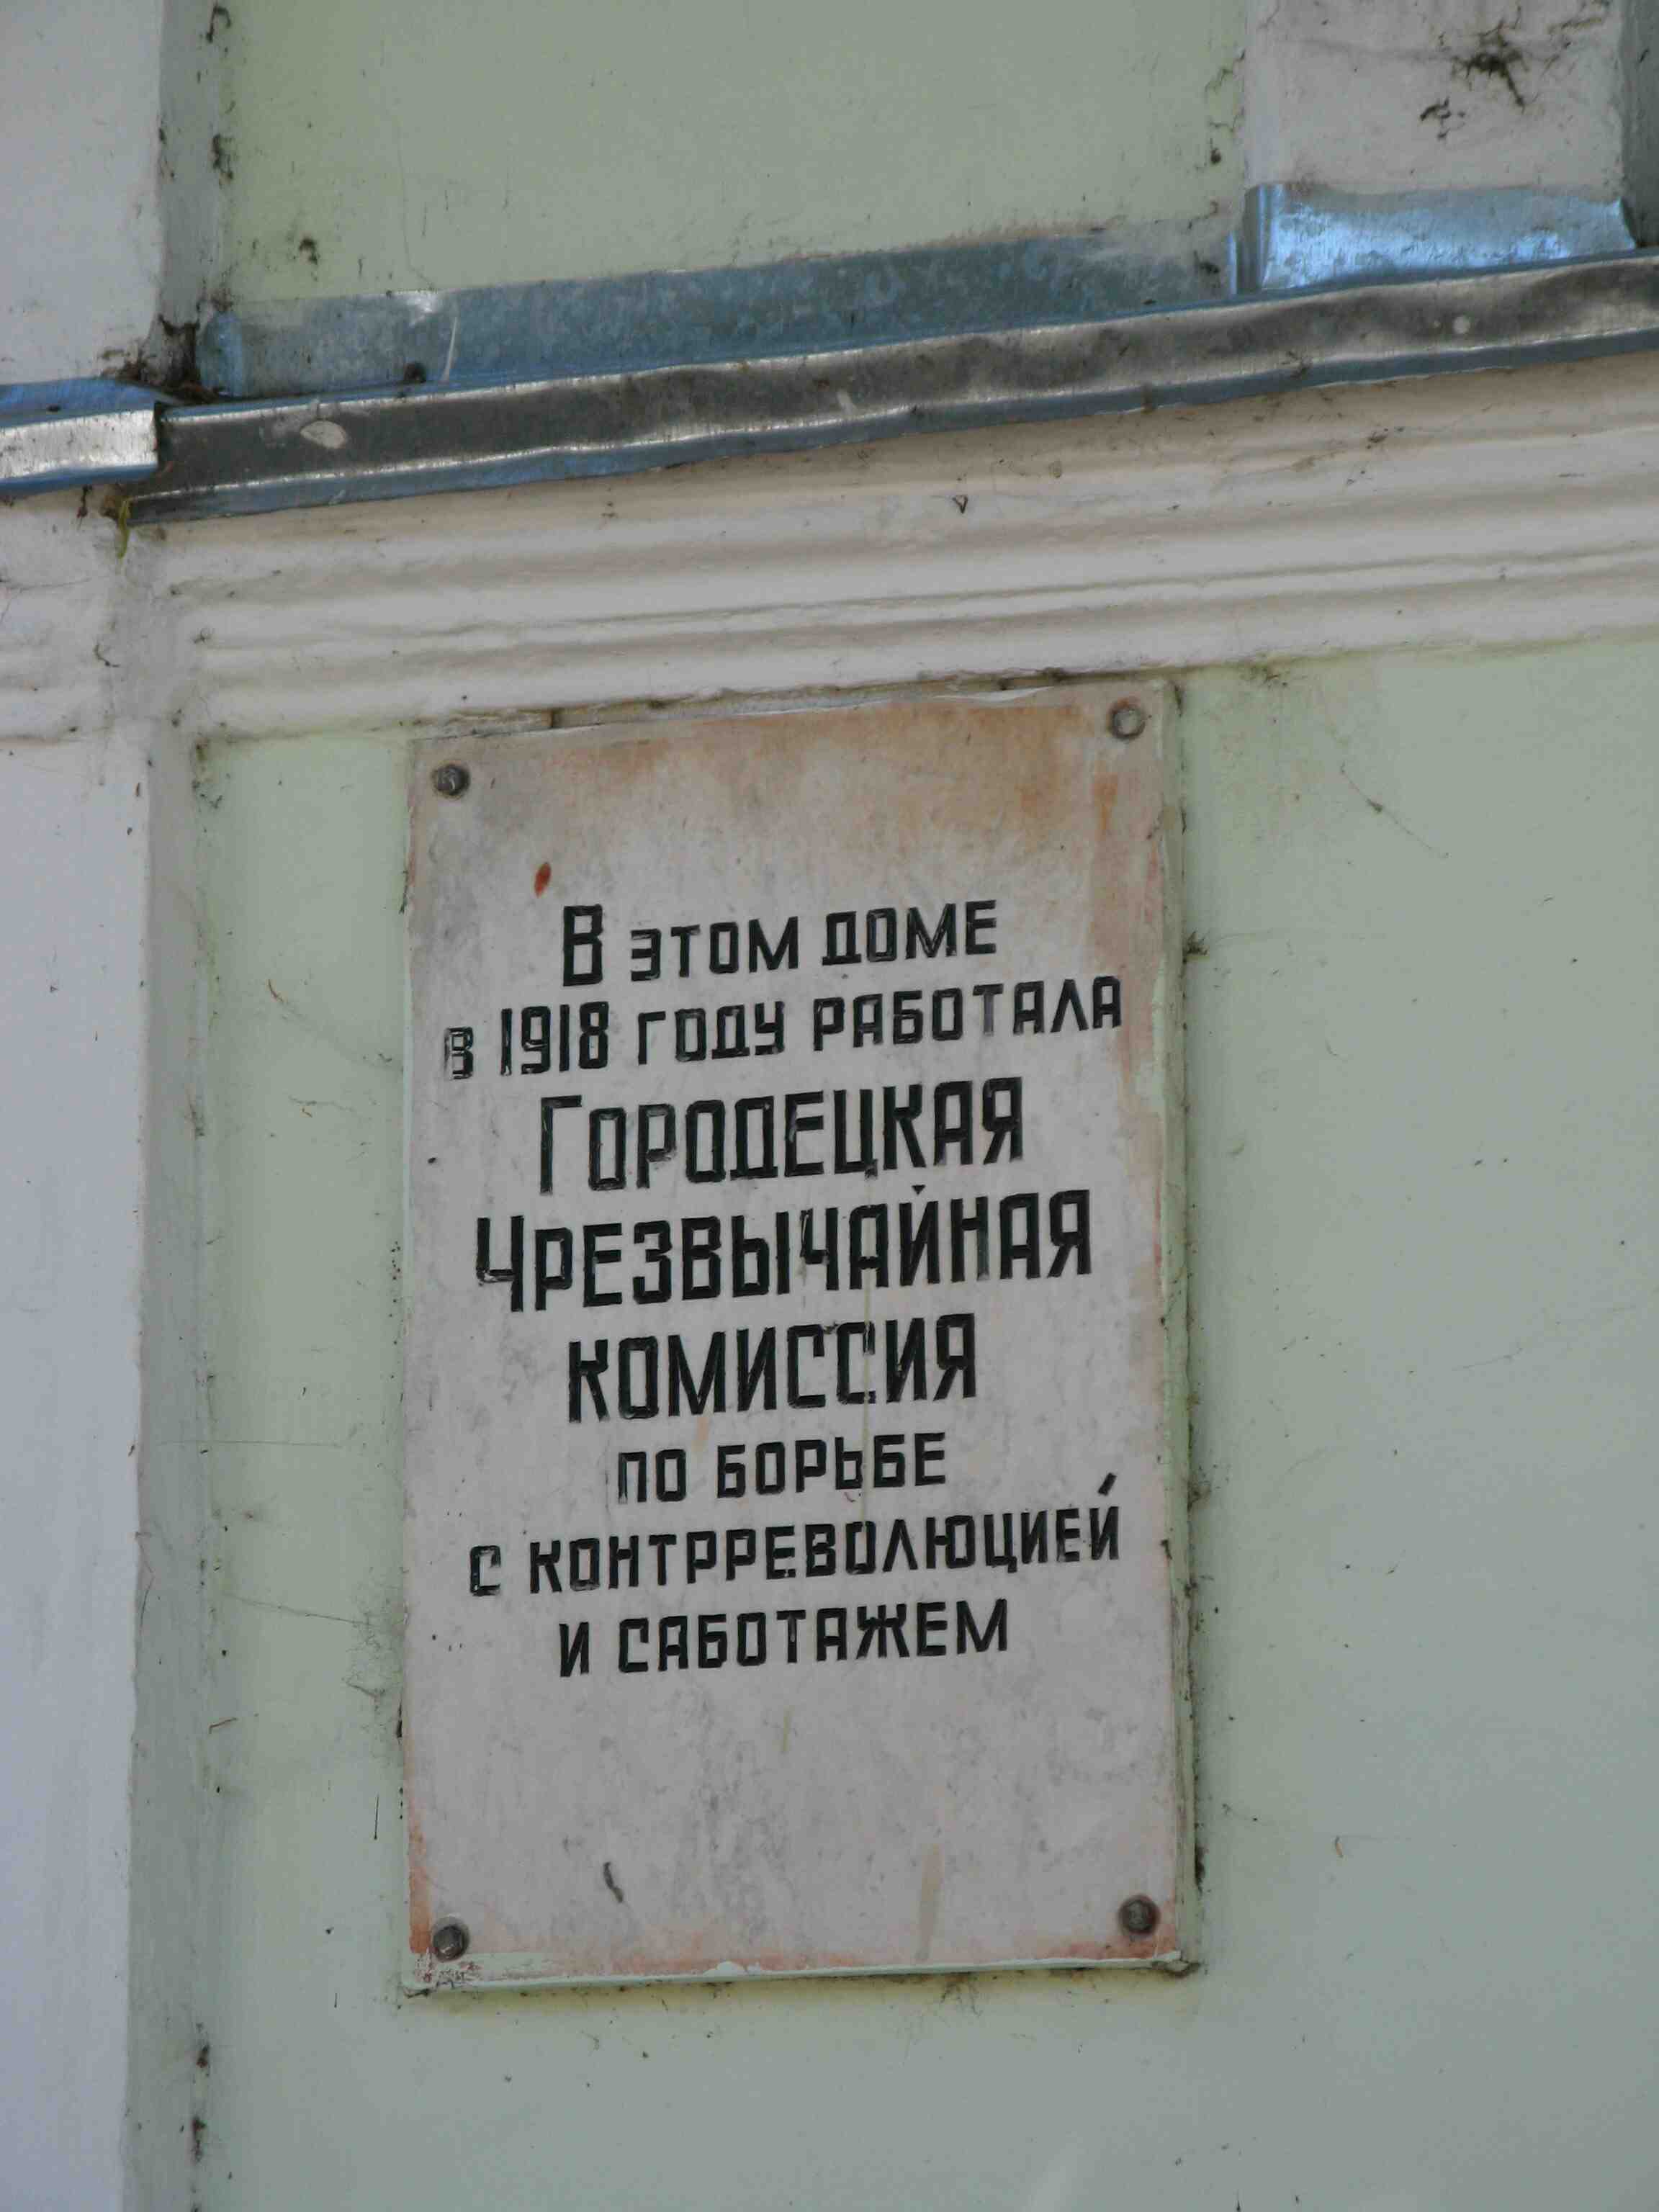 В этом доме
в 1918 году работала
Городецкая
Чрезвычайная
комиссия
по борьбе
с контрреволюцией
и саботажем